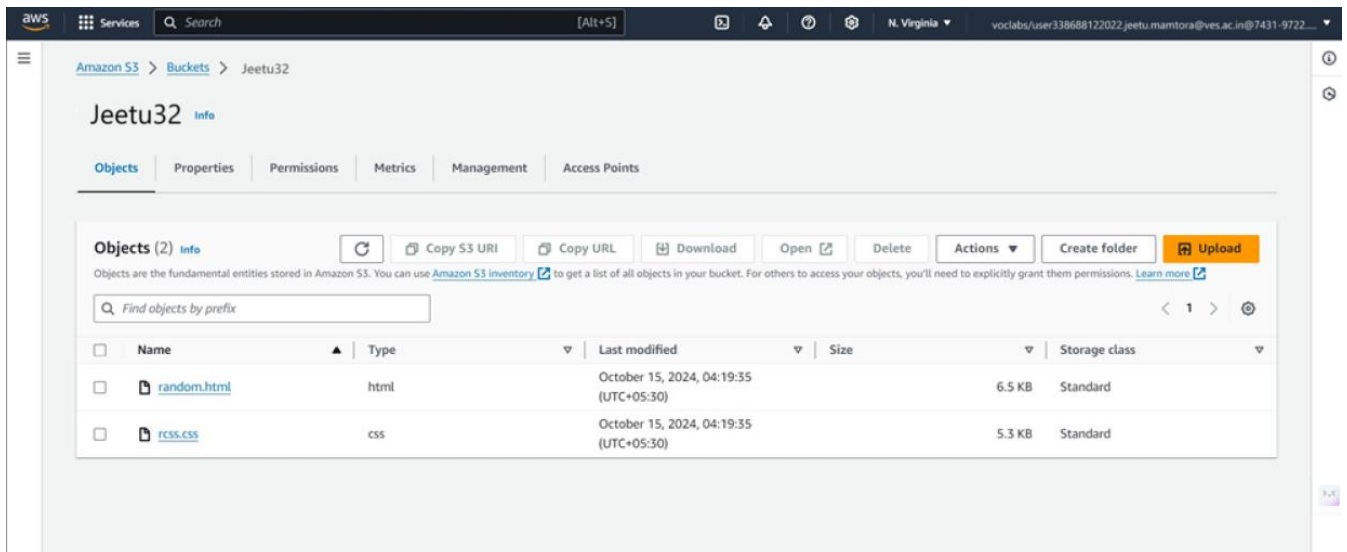 aws Services Search [Alt+S] N. Virginia ▼ voclabs/user338688122022.jeetu.mamtora@ves.ac.in@7431-9722.... ▼
Amazon S3 > Buckets > Jeetu32
Jeetu32 Info
Objects Properties Permissions Metrics Management Access Points
Objects (2) Info Copy S3 URI Copy URL Download Open Delete Actions ▼ Create folder Upload
Objects are the fundamental entities stored in Amazon S3. You can use Amazon S3 inventory to get a list of all objects in your bucket. For others to access your objects, you'll need to explicitly grant them permissions. Learn more
Find objects by prefix < 1 >
Name Type Last modified Size Storage class
random.html html October 15, 2024, 04:19:35 6.5 KB Standard
(UTC+05:30)
rcss.css css October 15, 2024, 04:19:35 5.3 KB Standard
(UTC+05:30)